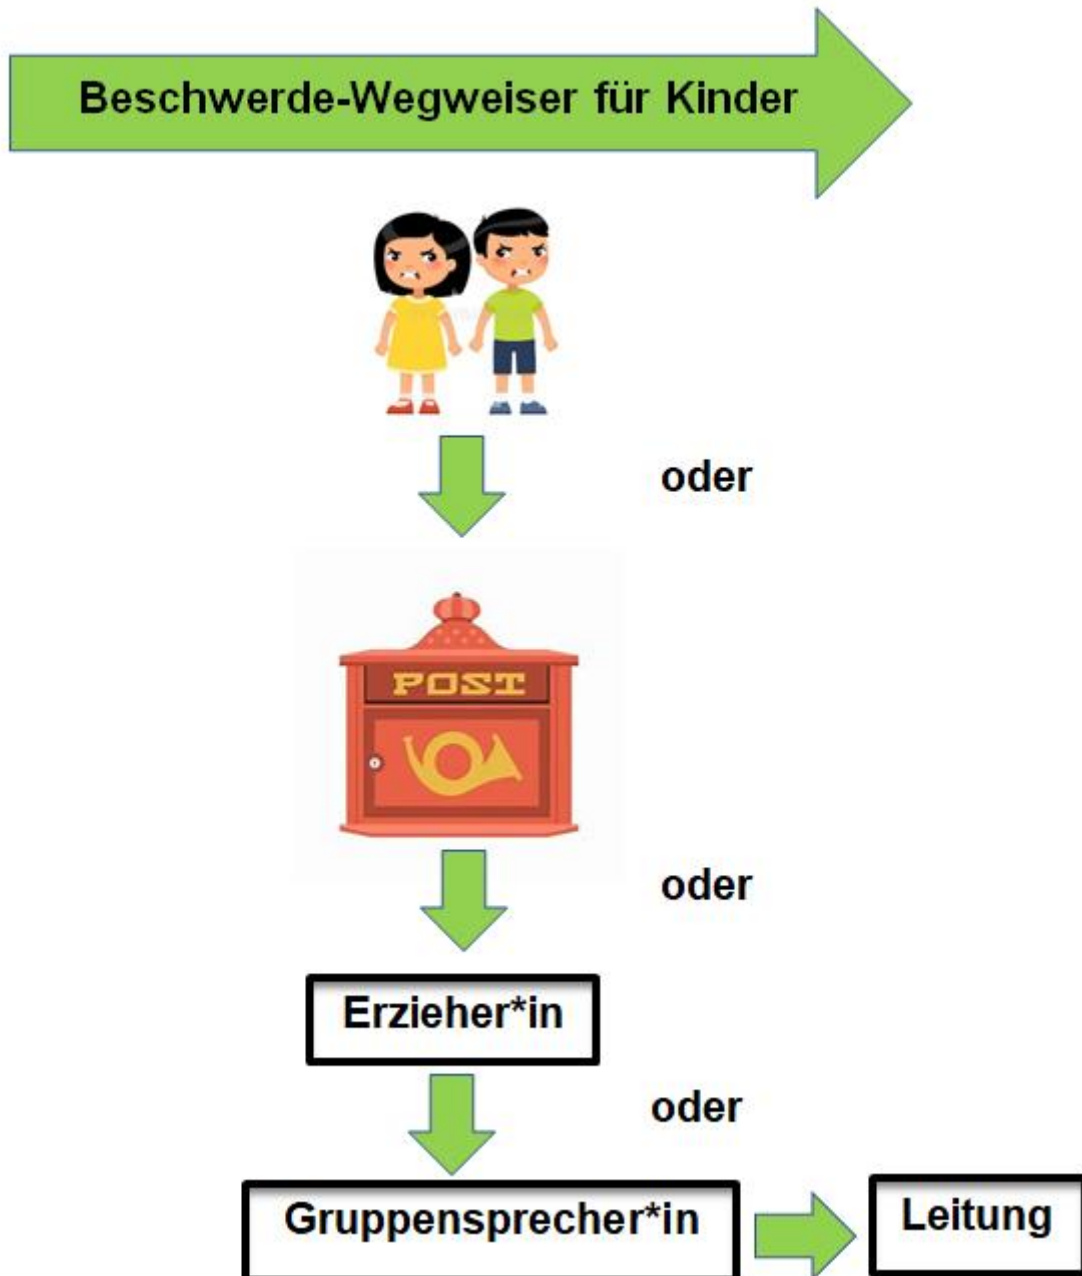 Beschwerde-Wegweiser für Kinder
oder
POST
oder
Erzieher*in
oder
Gruppensprecher*in
Leitung